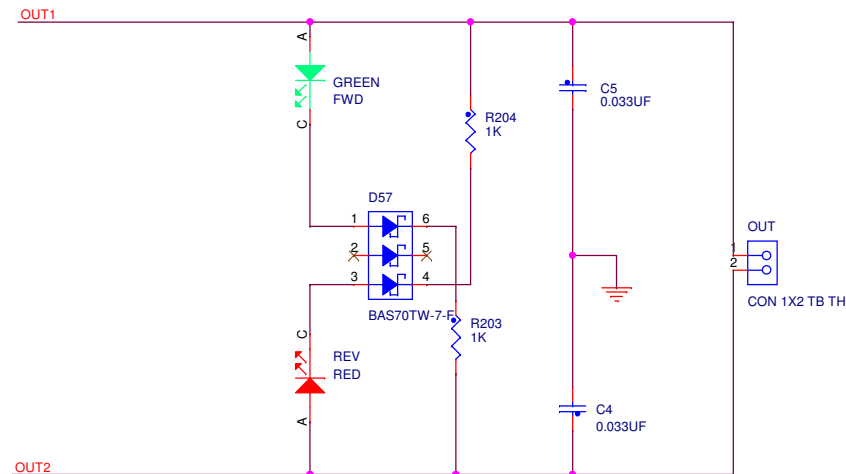 OUT1
A
GREEN
FWD
C
C5
0.033UF
R204
1K
D57
1
6
2
5
3
4
BAS70TW-7-F
R203
1K
OUT
1
2
CON 1X2 TB TH
C
REV
RED
A
C4
0.033UF
OUT2